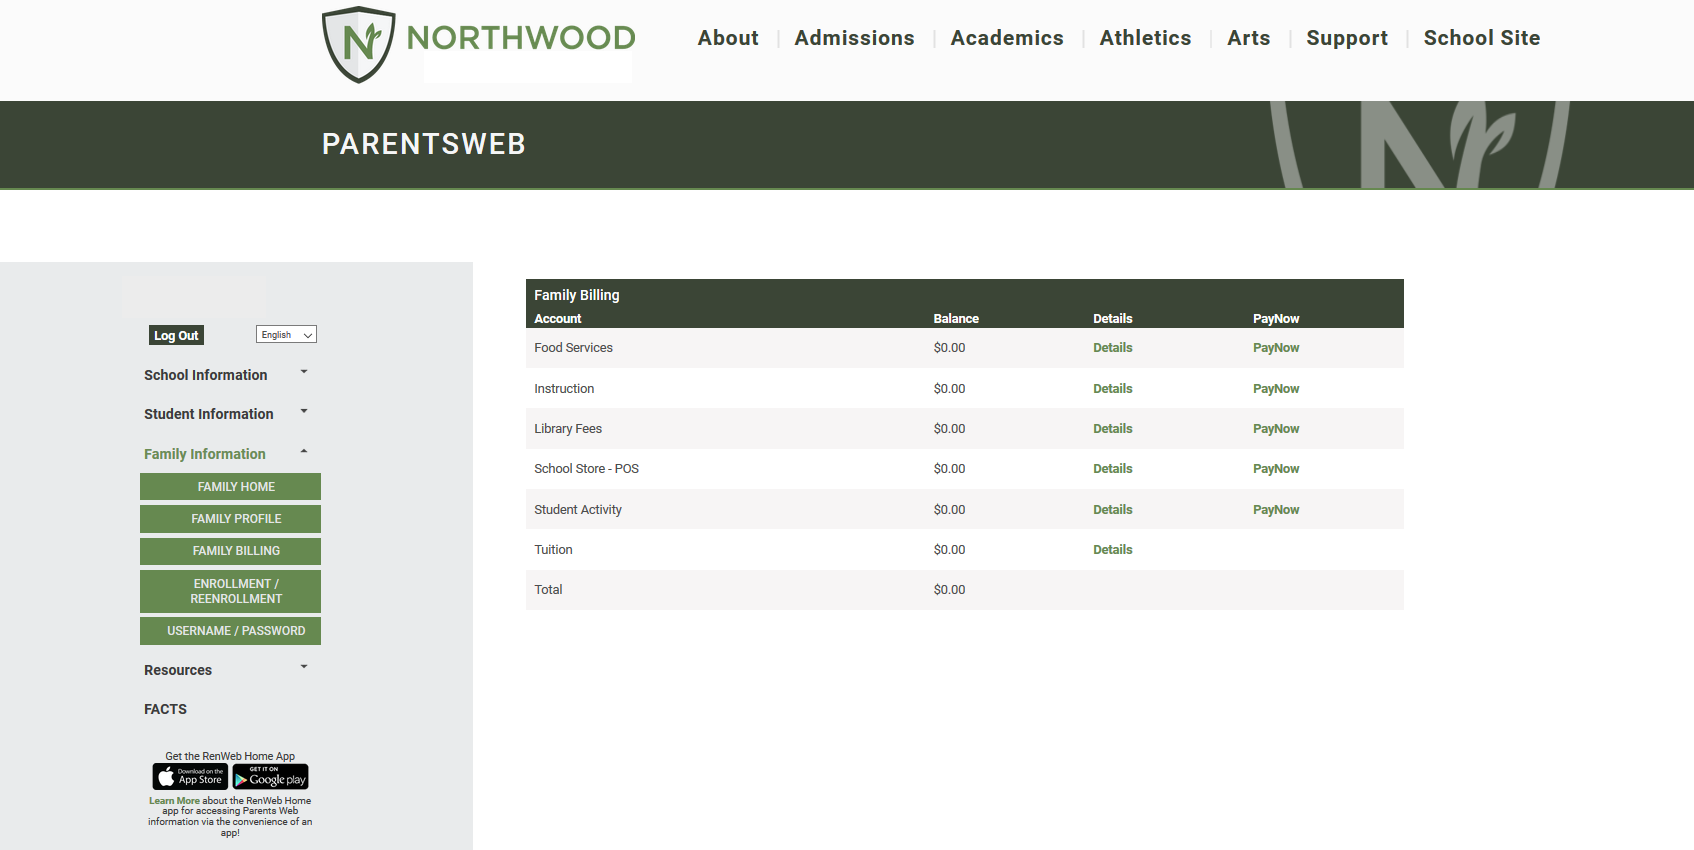 NORTHWOOD
About
Admissions
Academics
Athletics
Arts
Support
School Site
PARENTSWEB
Log Out
English
School Information
Student Information
Family Information
FAMILY HOME
FAMILY PROFILE
FAMILY BILLING
ENROLLMENT /
REENROLLMENT
USERNAME / PASSWORD
Resources
FACTS
Get the RenWeb Home App
Download on the
App Store
GET IT ON
Google play
Learn More about the RenWeb Home
app for accessing Parents Web
information via the convenience of an
app!
Family Billing
Account Balance Details PayNow
Food Services $0.00 Details PayNow
Instruction $0.00 Details PayNow
Library Fees $0.00 Details PayNow
School Store - POS $0.00 Details PayNow
Student Activity $0.00 Details PayNow
Tuition $0.00 Details
Total $0.00